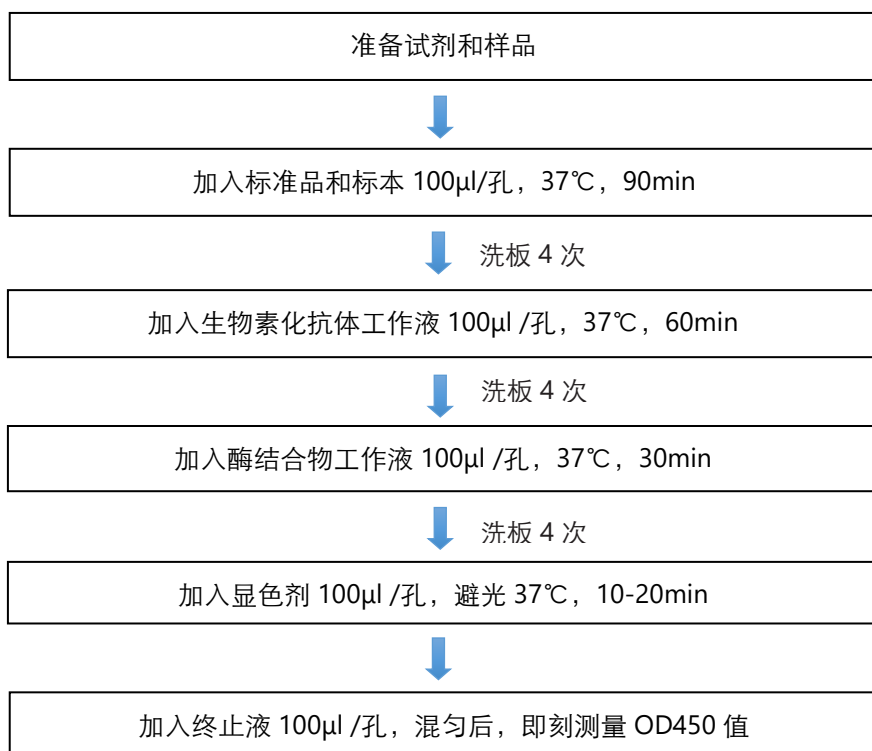 准备试剂和样品
加入标准品和标本 100μl/孔，37℃，90min
洗板 4 次
加入生物素化抗体工作液 100μl /孔，37℃，60min
洗板 4 次
加入酶结合物工作液 100μl /孔，37℃，30min
洗板 4 次
加入显色剂 100μl /孔，避光 37℃，10-20min
加入终止液 100μl /孔，混匀后，即刻测量 OD450 值